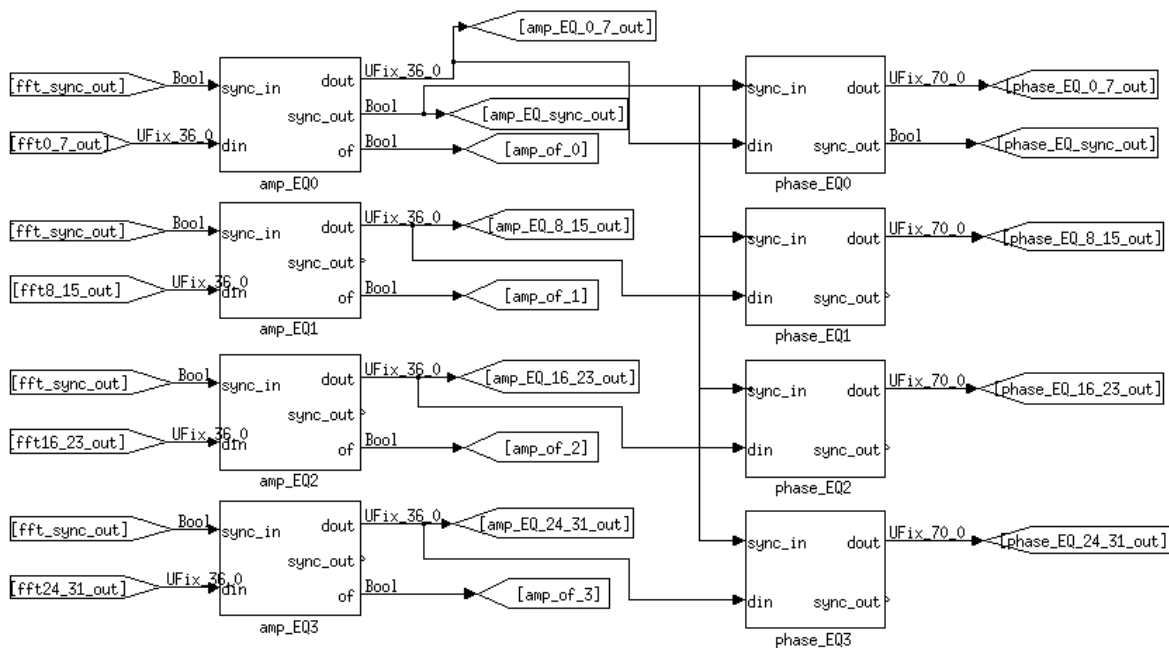 [amp_EQ_0_7_out]
[fft_sync_out]
Bool
sync_in
dout
UFix_36_0
sync_out
Bool
[amp_EQ_sync_out]
[fft0_7_out]
UFix_36_0
din
of
Bool
[amp_of_0]
amp_EQ0
sync_in
dout
UFix_70_0
[phase_EQ_0_7_out]
din
sync_out
Bool
[phase_EQ_sync_out]
phase_EQ0
[fft_sync_out]
Bool
sync_in
dout
UFix_36_0
[amp_EQ_8_15_out]
sync_out
[fft8_15_out]
UFix_36_0
din
of
Bool
[amp_of_1]
amp_EQ1
sync_in
dout
UFix_70_0
[phase_EQ_8_15_out]
din
sync_out
phase_EQ1
[fft_sync_out]
Bool
sync_in
dout
UFix_36_0
[amp_EQ_16_23_out]
sync_out
[fft16_23_out]
UFix_36_0
din
of
Bool
[amp_of_2]
amp_EQ2
sync_in
dout
UFix_70_0
[phase_EQ_16_23_out]
din
sync_out
phase_EQ2
[fft_sync_out]
Bool
sync_in
dout
UFix_36_0
[amp_EQ_24_31_out]
sync_out
[fft24_31_out]
UFix_36_0
din
of
Bool
[amp_of_3]
amp_EQ3
sync_in
dout
UFix_70_0
[phase_EQ_24_31_out]
din
sync_out
phase_EQ3